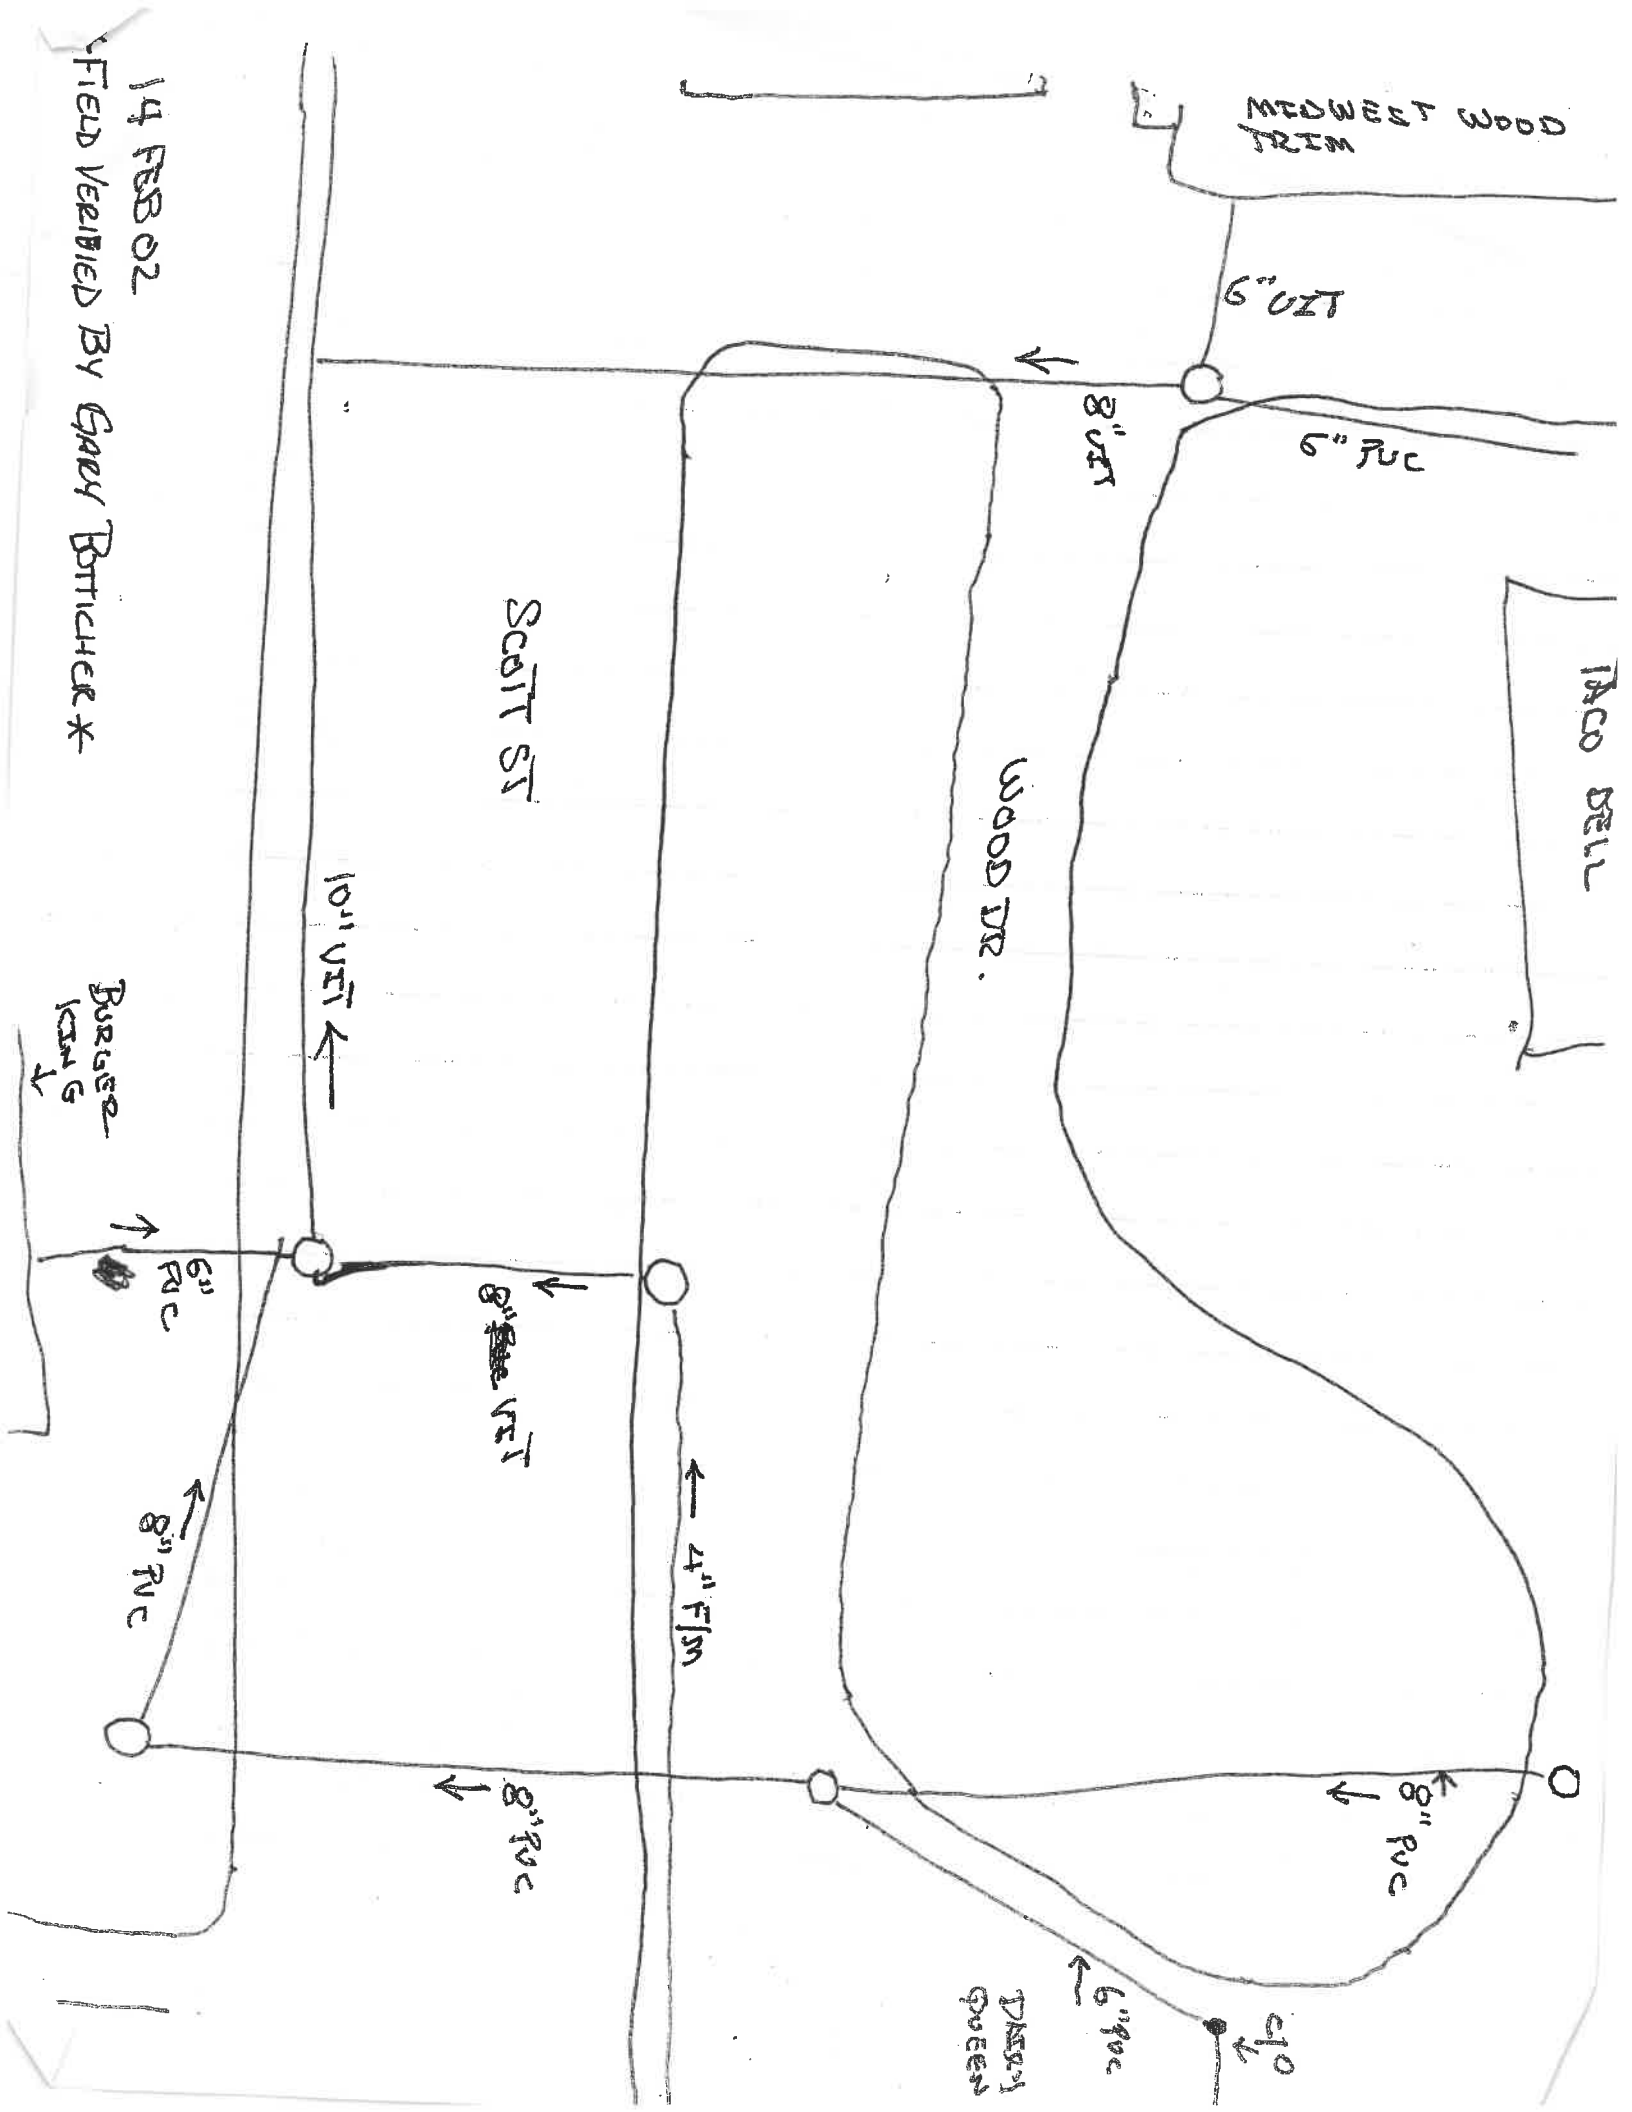 MIDWEST WOOD
TRIM
6" VIT
8" VIT
6" PVC
TACO BELL
WOOD DR.
SCOTT ST
10" VIT
14 FEB 02
FIELD VERIFIED BY GARY BOTTICHER *
BURGER
KING
6"
PVC
8" VIT
8" PVC
4" F/M
8" PVC
8" PVC
6" PVC
C/O
DAIRY
QUEEN